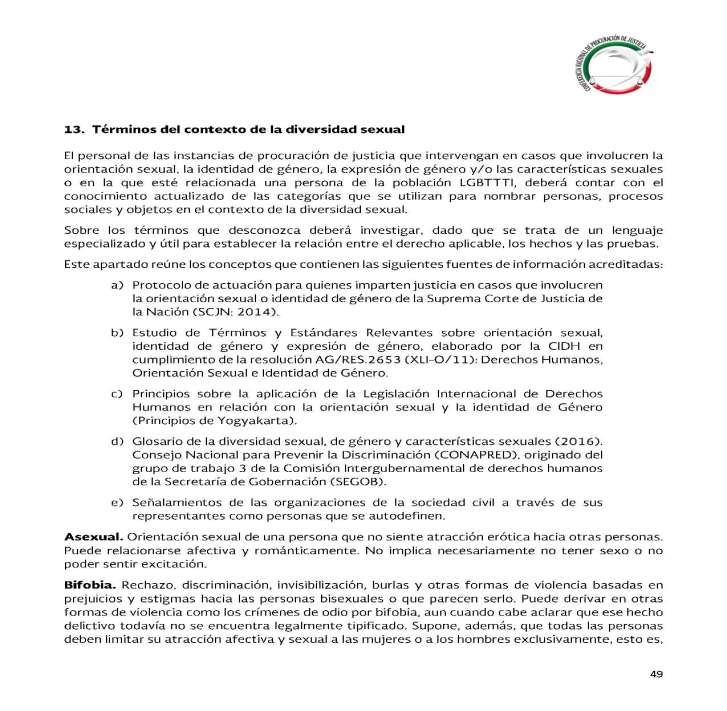 CONFERENCIA NACIONAL DE PROCURACIÓN DE JUSTICIA
13. Términos del contexto de la diversidad sexual
El personal de las instancias de procuración de justicia que intervengan en casos que involucren la
orientación sexual, la identidad de género, la expresión de género y/o las características sexuales
o en la que esté relacionada una persona de la población LGBTTTI, deberá contar con el
conocimiento actualizado de las categorías que se utilizan para nombrar personas, procesos
sociales y objetos en el contexto de la diversidad sexual.
Sobre los términos que desconozca deberá investigar, dado que se trata de un lenguaje
especializado y útil para establecer la relación entre el derecho aplicable, los hechos y las pruebas.
Este apartado reúne los conceptos que contienen las siguientes fuentes de información acreditadas:
a) Protocolo de actuación para quienes imparten justicia en casos que involucren
la orientación sexual o identidad de género de la Suprema Corte de Justicia de
la Nación (SCJN: 2014).
b) Estudio de Términos y Estándares Relevantes sobre orientación sexual,
identidad de género y expresión de género, elaborado por la CIDH en
cumplimiento de la resolución AG/RES.2653 (XLI-O/11): Derechos Humanos,
Orientación Sexual e Identidad de Género.
c) Principios sobre la aplicación de la Legislación Internacional de Derechos
Humanos en relación con la orientación sexual y la identidad de Género
(Principios de Yogyakarta).
d) Glosario de la diversidad sexual, de género y características sexuales (2016).
Consejo Nacional para Prevenir la Discriminación (CONAPRED), originado del
grupo de trabajo 3 de la Comisión Intergubernamental de derechos humanos
de la Secretaría de Gobernación (SEGOB).
e) Señalamientos de las organizaciones de la sociedad civil a través de sus
representantes como personas que se autodefinen.
Asexual. Orientación sexual de una persona que no siente atracción erótica hacia otras personas.
Puede relacionarse afectiva y románticamente. No implica necesariamente no tener sexo o no
poder sentir excitación.
Bifobia. Rechazo, discriminación, invisibilización, burlas y otras formas de violencia basadas en
prejuicios y estigmas hacia las personas bisexuales o que parecen serlo. Puede derivar en otras
formas de violencia como los crímenes de odio por bifobia, aun cuando cabe aclarar que ese hecho
delictivo todavía no se encuentra legalmente tipificado. Supone, además, que todas las personas
deben limitar su atracción afectiva y sexual a las mujeres o a los hombres exclusivamente, esto es,
49